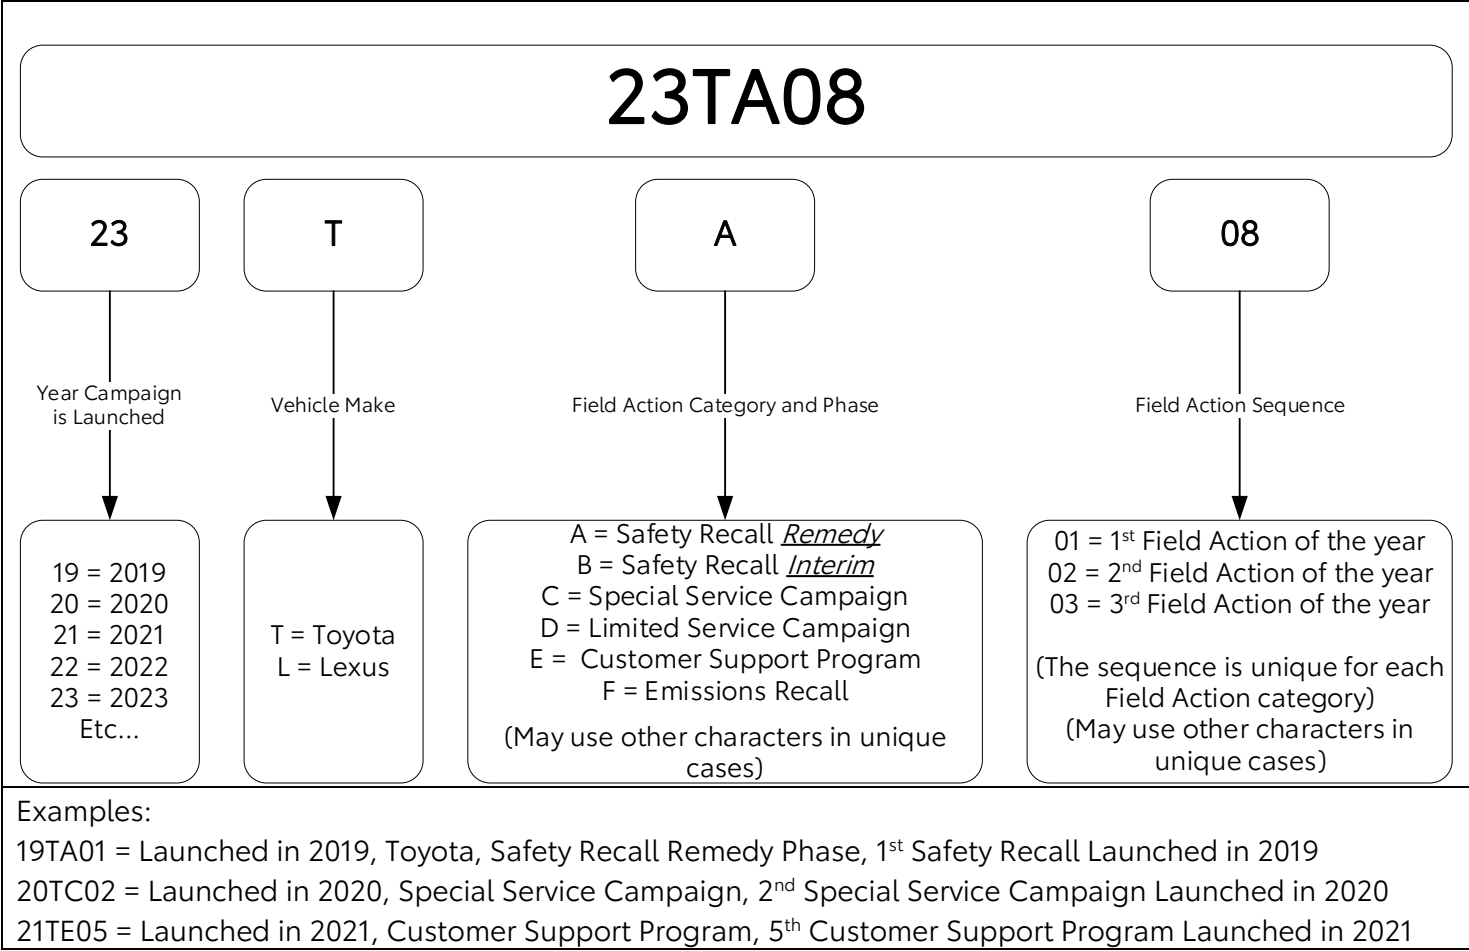 23TA08
23
T
A
08
Year Campaign
is Launched
Vehicle Make
Field Action Category and Phase
Field Action Sequence
19 = 2019
20 = 2020
21 = 2021
22 = 2022
23 = 2023
Etc...
T = Toyota
L = Lexus
A = Safety Recall Remedy
B = Safety Recall Interim
C = Special Service Campaign
D = Limited Service Campaign
E = Customer Support Program
F = Emissions Recall
(May use other characters in unique
cases)
01 = 1st Field Action of the year
02 = 2nd Field Action of the year
03 = 3rd Field Action of the year
(The sequence is unique for each
Field Action category)
(May use other characters in
unique cases)
Examples:
19TA01 = Launched in 2019, Toyota, Safety Recall Remedy Phase, 1st Safety Recall Launched in 2019
20TC02 = Launched in 2020, Special Service Campaign, 2nd Special Service Campaign Launched in 2020
21TE05 = Launched in 2021, Customer Support Program, 5th Customer Support Program Launched in 2021